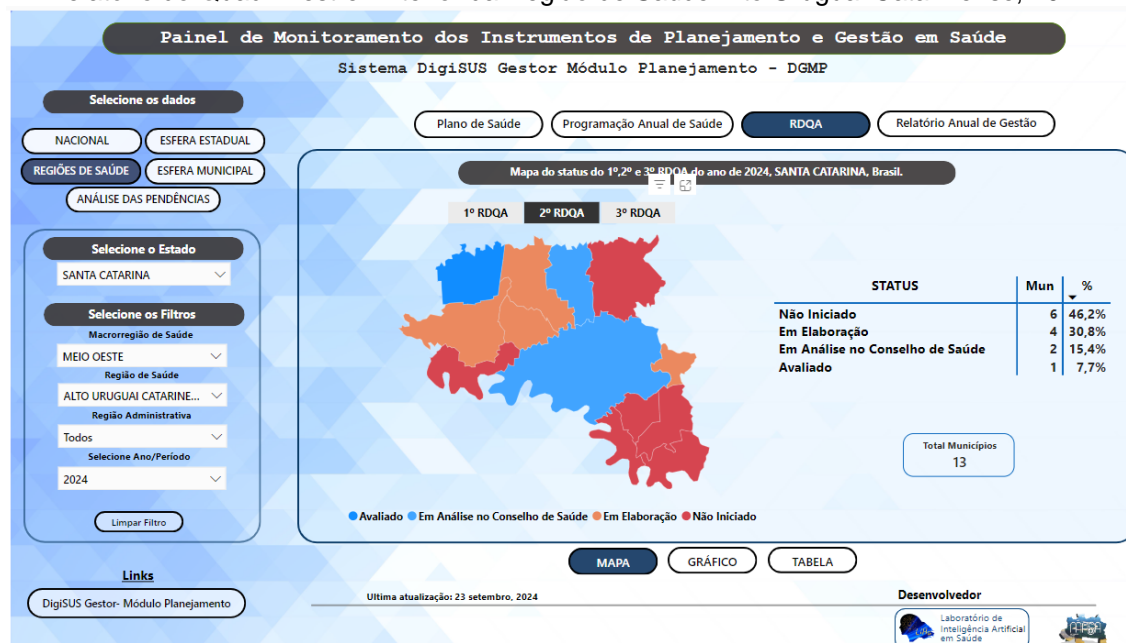 Painel de Monitoramento dos Instrumentos de Planejamento e Gestão em Saúde
Sistema DigiSUS Gestor Módulo Planejamento - DGMP
Selecione os dados
NACIONAL
ESFERA ESTADUAL
REGIÕES DE SAÚDE
ESFERA MUNICIPAL
ANÁLISE DAS PENDÊNCIAS
Plano de Saúde
Programação Anual de Saúde
RDQA
Relatório Anual de Gestão
Selecione o Estado
SANTA CATARINA
Selecione os Filtros
Macrorregião de Saúde
MEIO OESTE
Região de Saúde
ALTO URUGUAI CATARINE...
Região Administrativa
Todos
Selecione Ano/Período
2024
Limpar Filtro
Mapa do status do 1º,2º e 3º RDQA do ano de 2024, SANTA CATARINA, Brasil.
1º RDQA 2º RDQA 3º RDQA
STATUS Mun %
Não Iniciado 6 46,2%
Em Elaboração 4 30,8%
Em Análise no Conselho de Saúde 2 15,4%
Avaliado 1 7,7%
Total Municípios
13
Avaliado Em Análise no Conselho de Saúde Em Elaboração Não Iniciado
MAPA
GRÁFICO
TABELA
Links
DigiSUS Gestor- Módulo Planejamento
Ultima atualização: 23 setembro, 2024
Desenvolvedor
Laboratório de
Inteligência Artificial
em Saúde